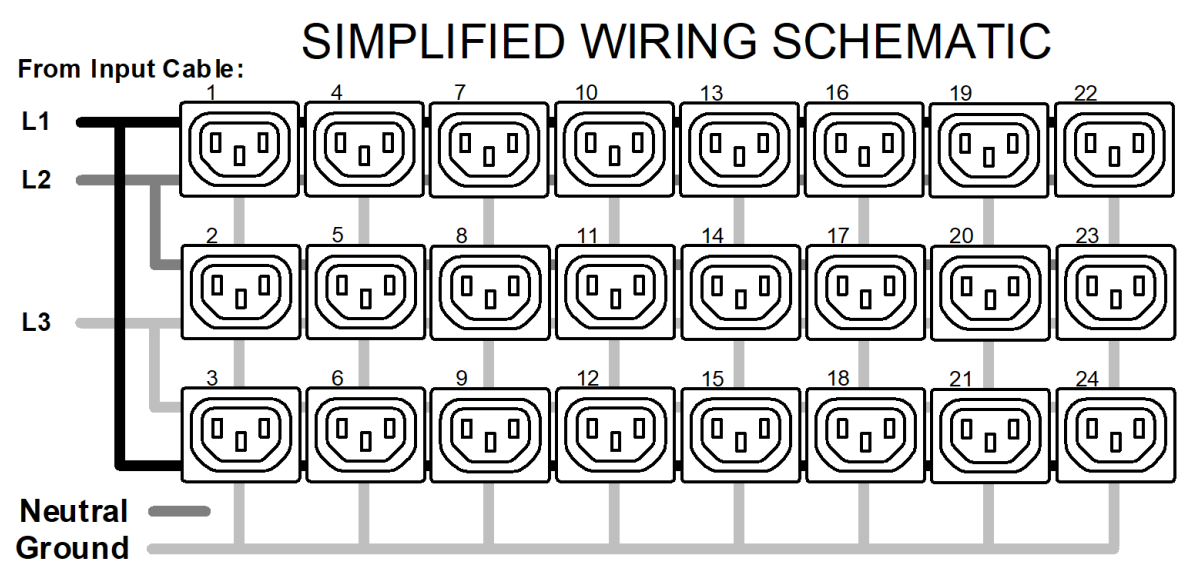 SIMPLIFIED WIRING SCHEMATIC
From Input Cable:
1 4 7 10 13 16 19 22
L1
L2
2 5 8 11 14 17 20 23
L3
3 6 9 12 15 18 21 24
Neutral
Ground